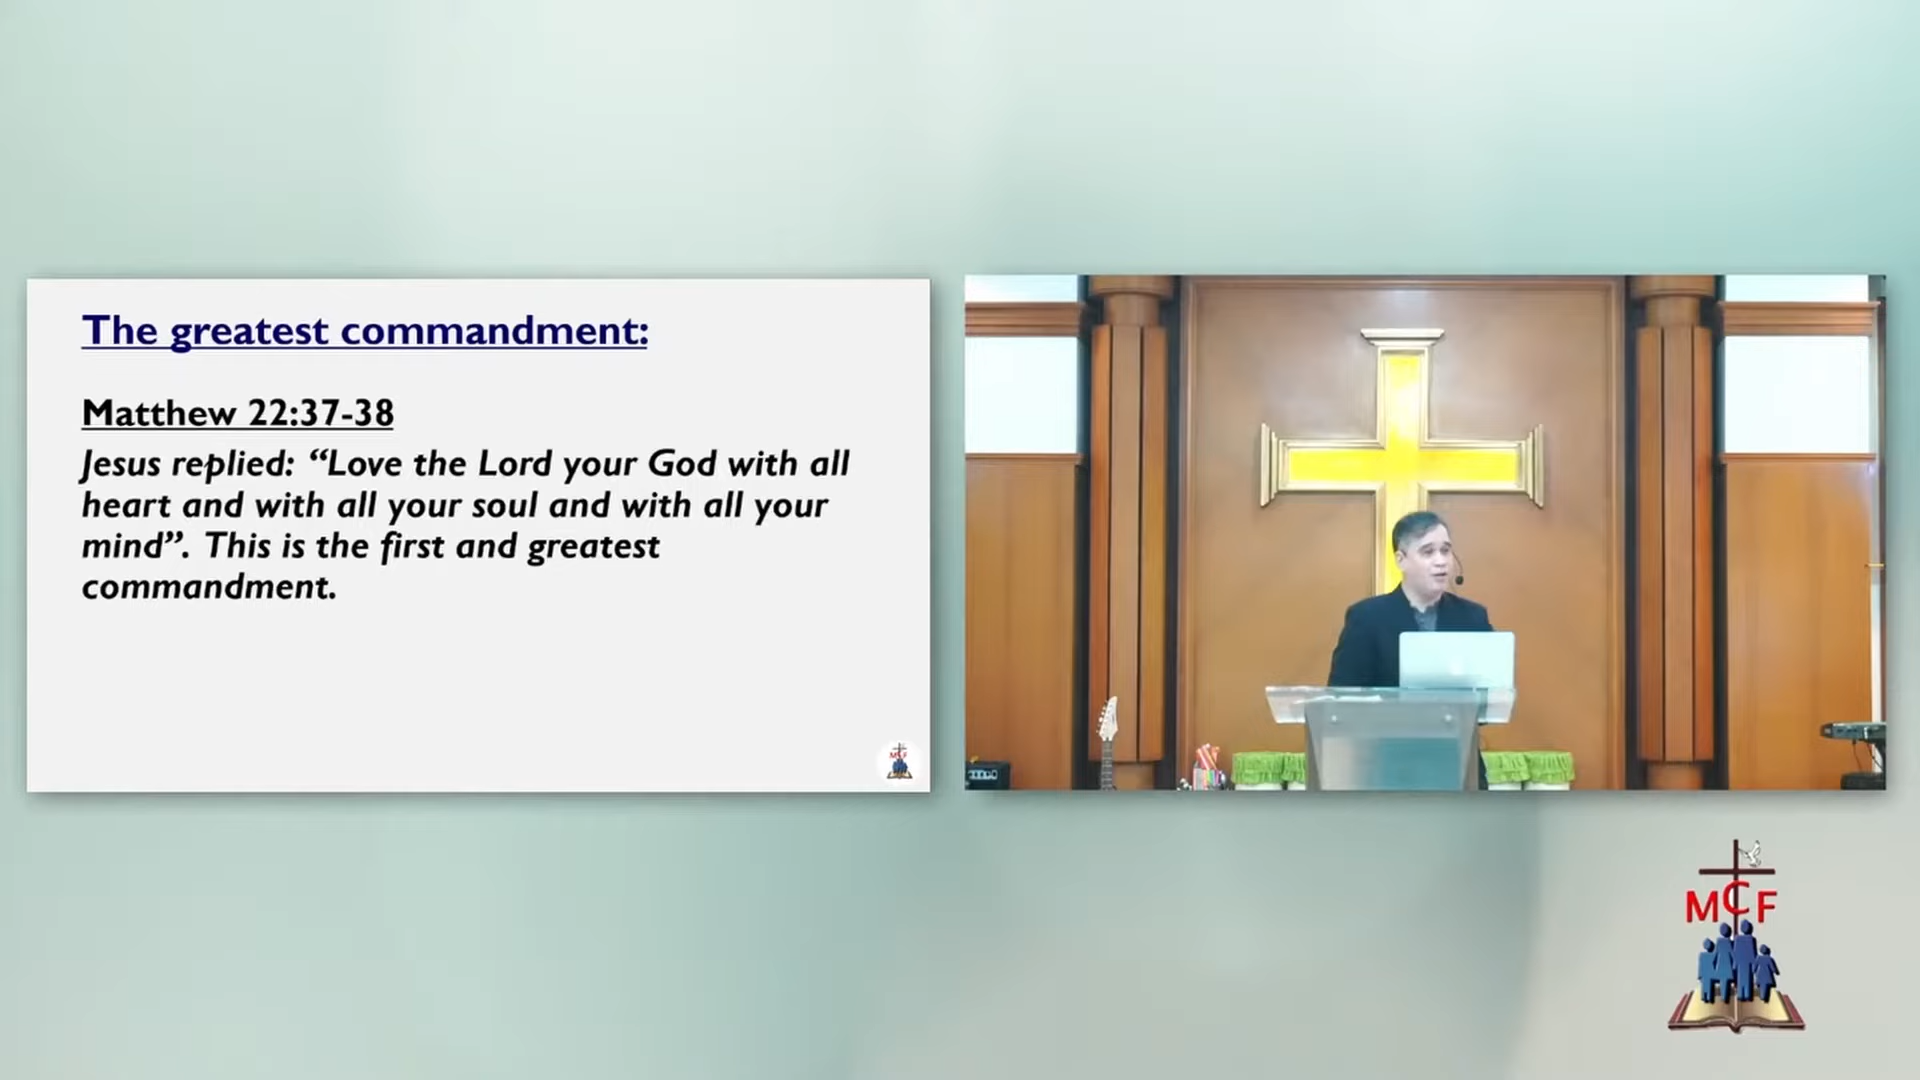 The greatest commandment:
Matthew 22:37-38
Jesus replied: “Love the Lord your God with all
heart and with all your soul and with all your
mind”. This is the first and greatest
commandment.
MCF
MCF